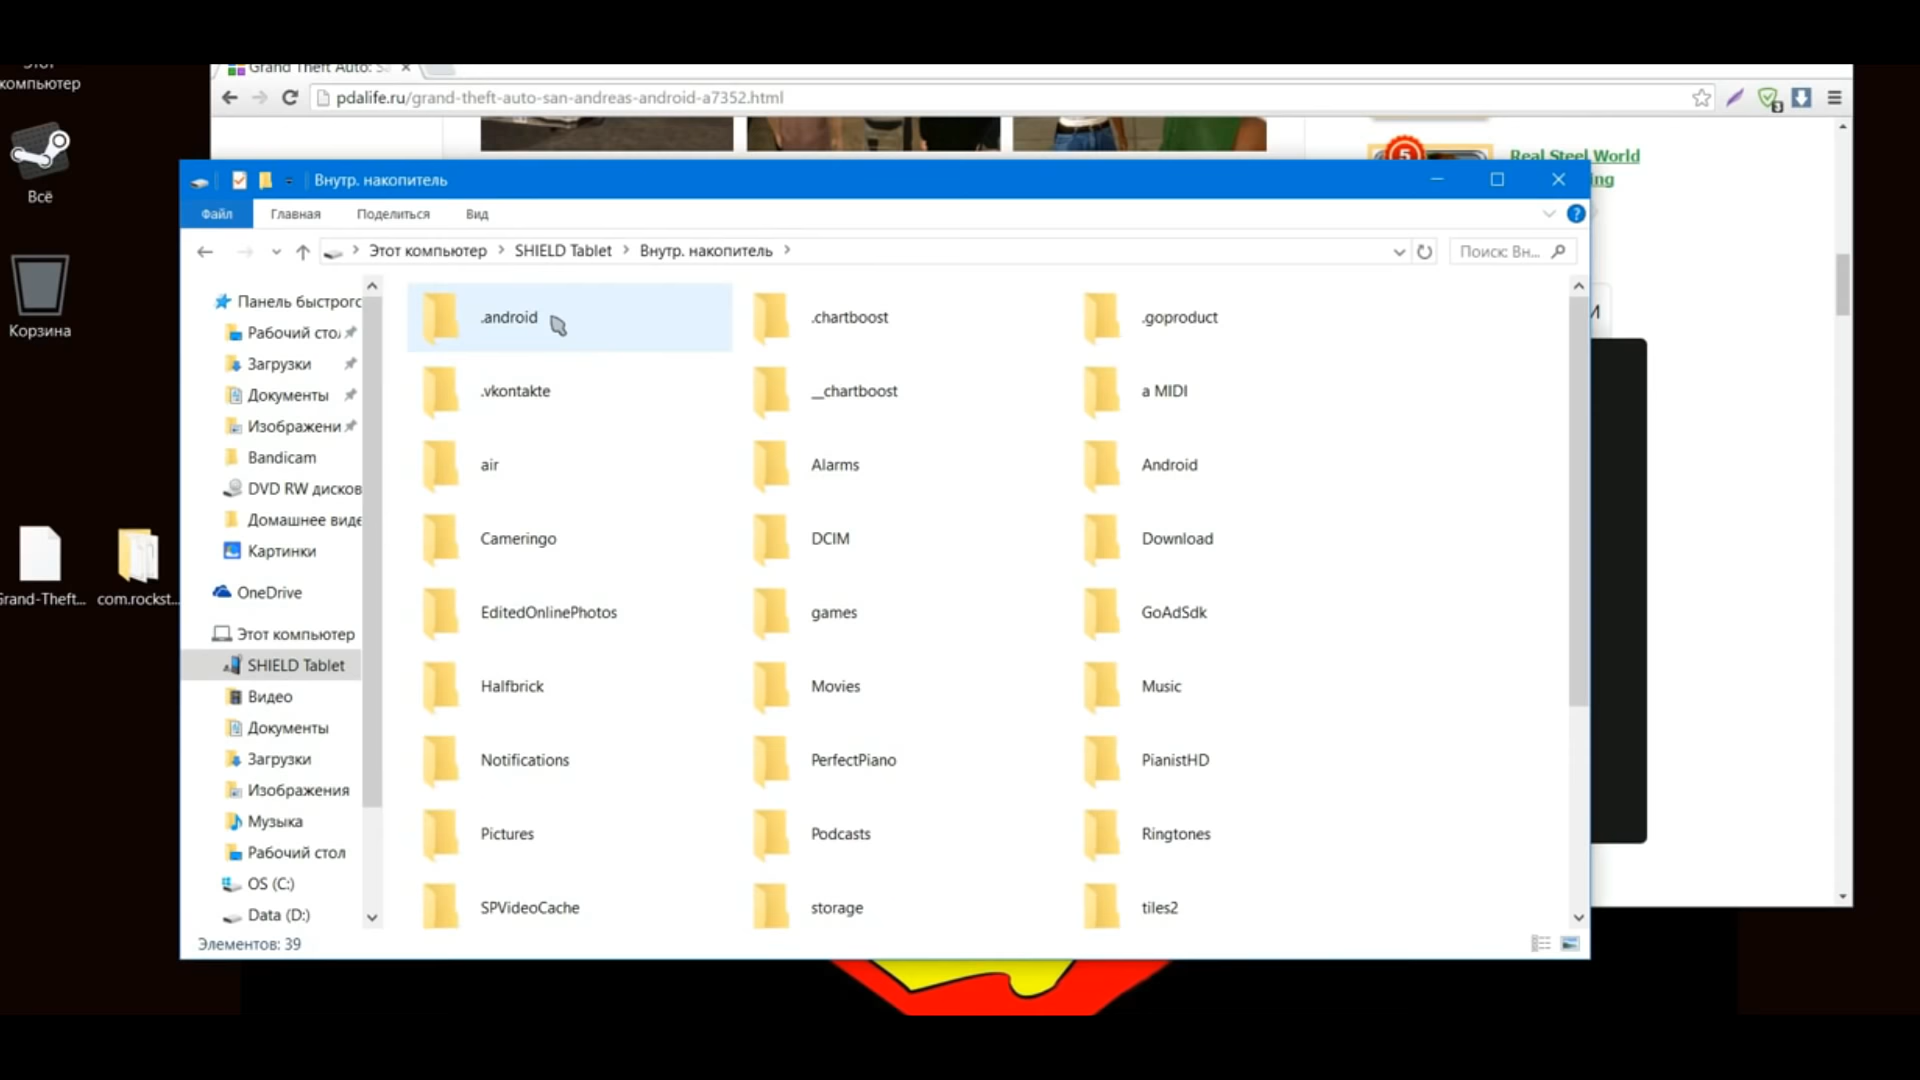 компьютер
Всё
Корзина
Grand-Theft...
com.rockst...
Grand Theft Auto: Sa
pdalife.ru/grand-theft-auto-san-andreas-android-a7352.html
5
Real Steel World
ing
Внутр. накопитель
Файл
Главная
Поделиться
Вид
Этот компьютер
SHIELD Tablet
Внутр. накопитель
Поиск: Вн...
Панель быстрого
Рабочий сто
Загрузки
Документы
Изображени
Bandicam
DVD RW дисков
Домашнее виде
Картинки
OneDrive
Этот компьютер
SHIELD Tablet
Видео
Документы
Загрузки
Изображения
Музыка
Рабочий стол
OS (C:)
Data (D:)
.android
.chartboost
.goproduct
.vkontakte
__chartboost
a MIDI
air
Alarms
Android
Cameringo
DCIM
Download
EditedOnlinePhotos
games
GoAdSdk
Halfbrick
Movies
Music
Notifications
PerfectPiano
PianistHD
Pictures
Podcasts
Ringtones
SPVideoCache
storage
tiles2
Элементов: 39